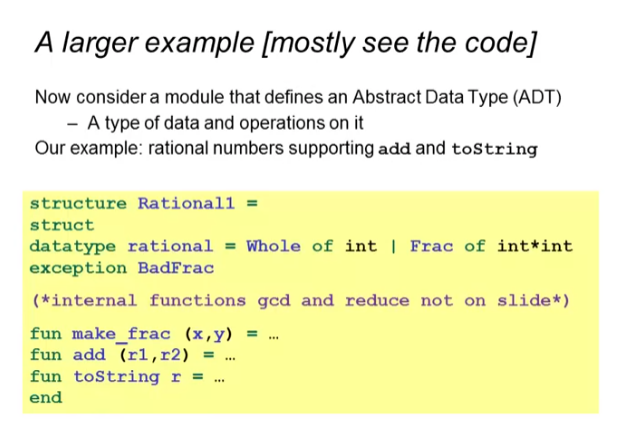 A larger example [mostly see the code]
Now consider a module that defines an Abstract Data Type (ADT)
– A type of data and operations on it
Our example: rational numbers supporting add and toString
structure Rational1 =
struct
datatype rational = Whole of int | Frac of int*int
exception BadFrac
(*internal functions gcd and reduce not on slide*)
fun make_frac (x,y) = …
fun add (r1,r2) = …
fun toString r = …
end